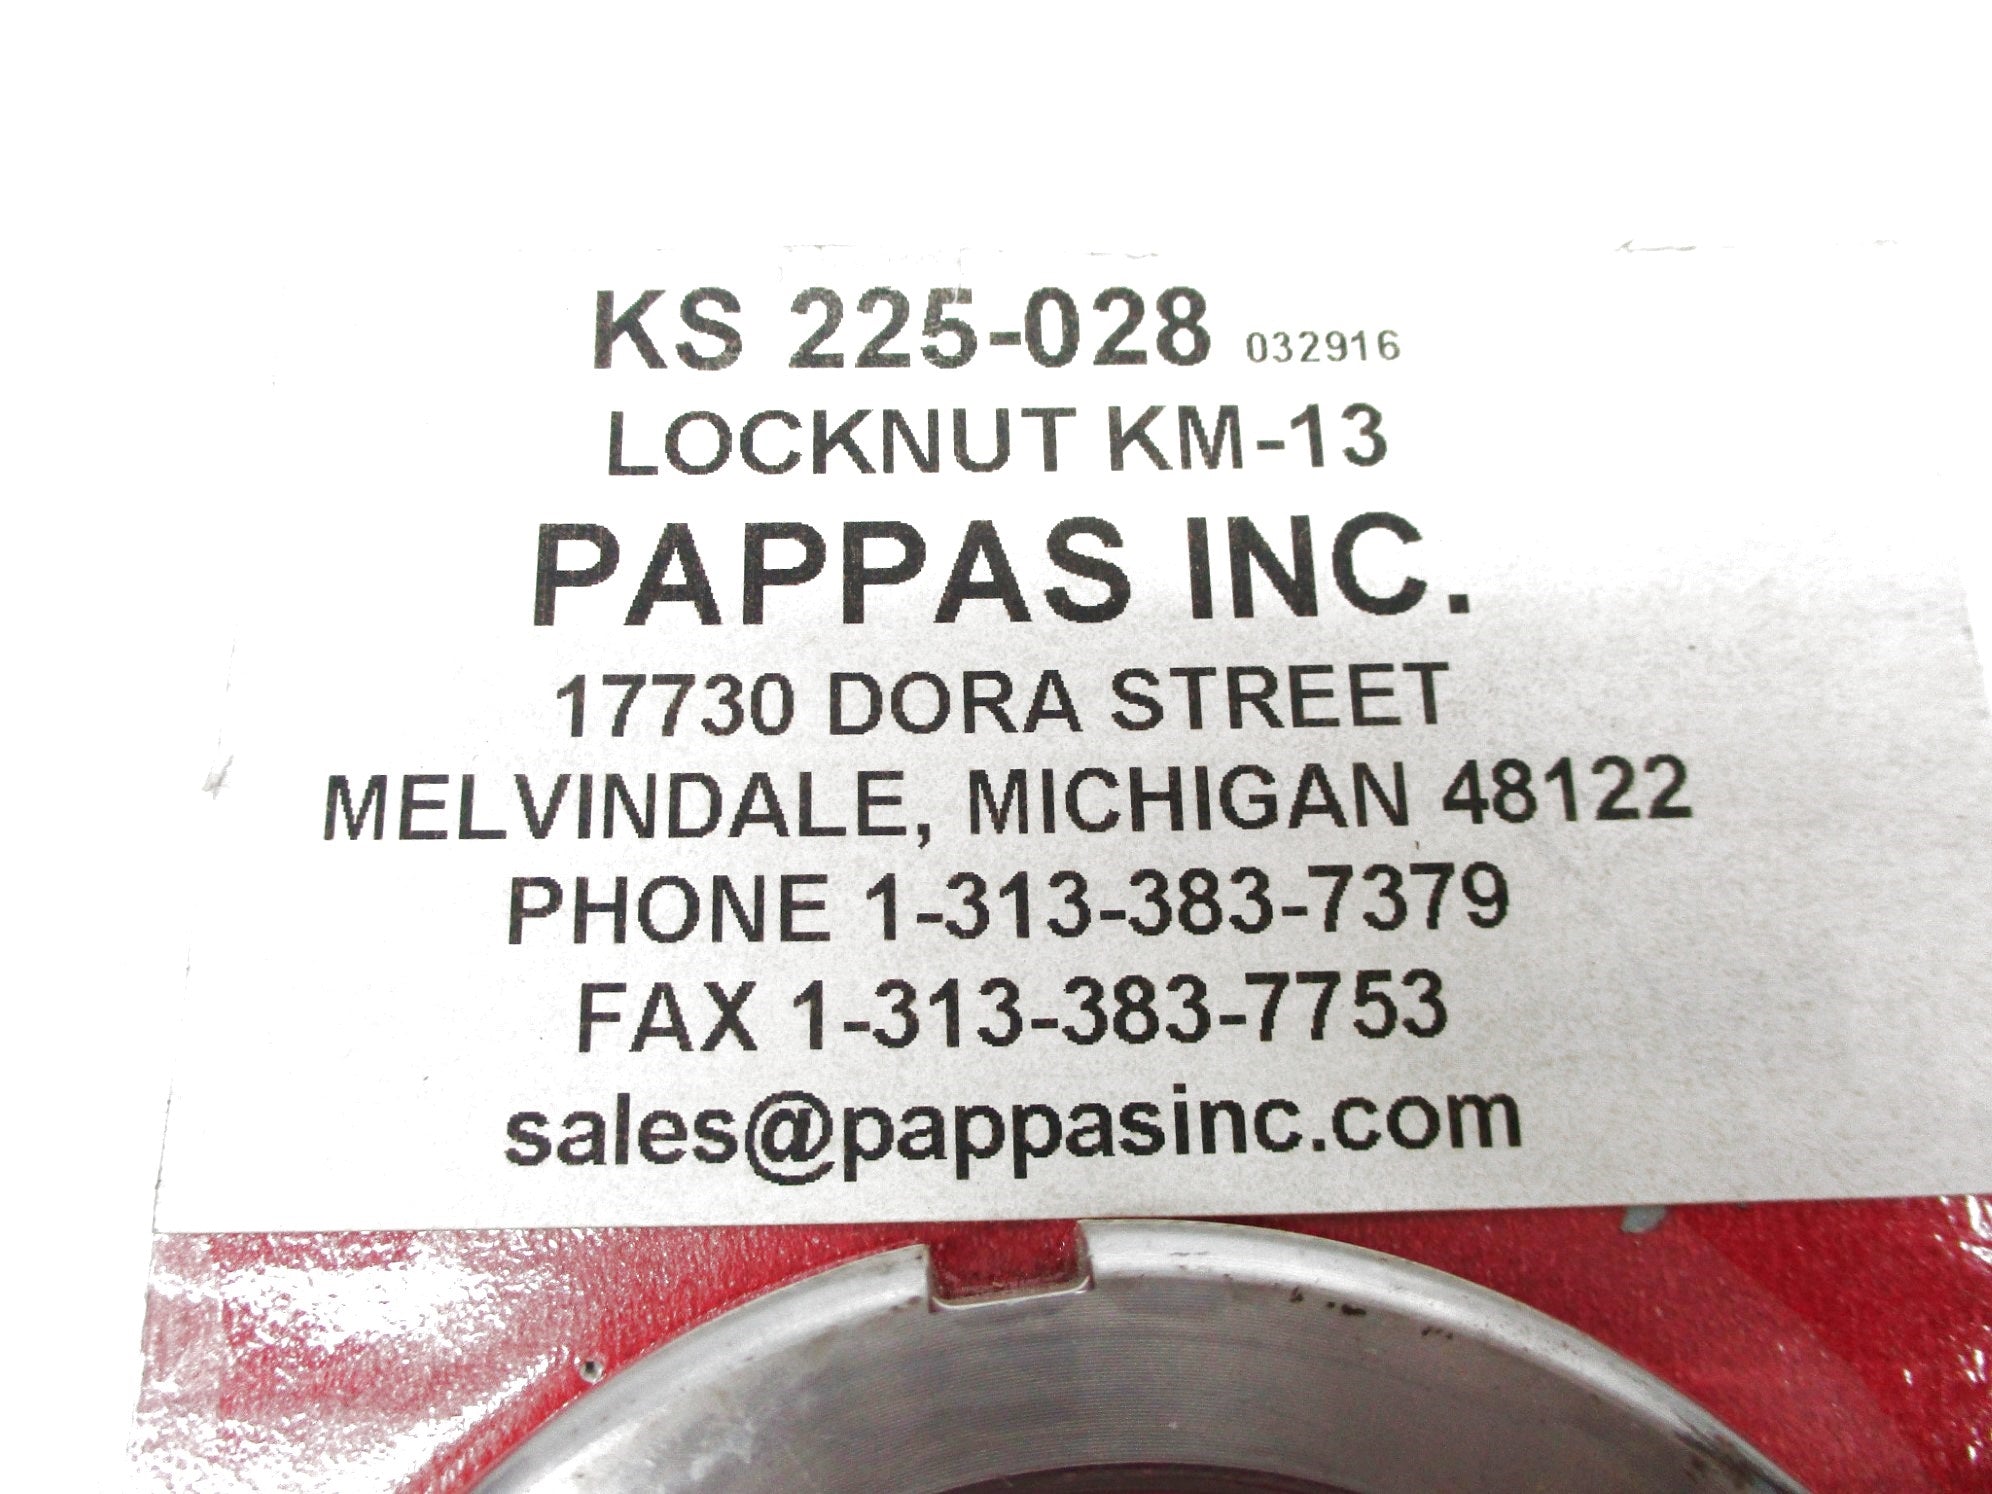 KS 225-028 032916
LOCKNUT KM-13
PAPPAS INC.
17730 DORA STREET
MELVINDALE, MICHIGAN 48122
PHONE 1-313-383-7379
FAX 1-313-383-7753
sales@pappasinc.com